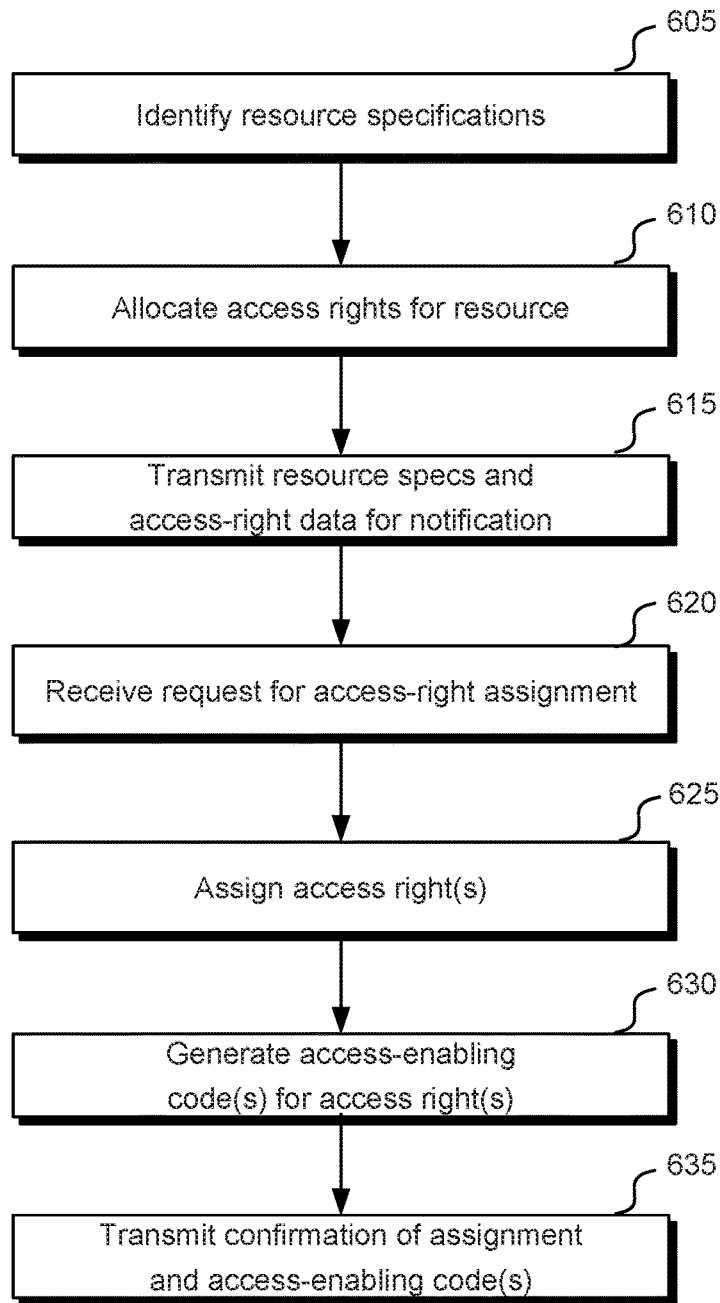 605
Identify resource specifications
610
Allocate access rights for resource
615
Transmit resource specs and
access-right data for notification
620
Receive request for access-right assignment
625
Assign access right(s)
630
Generate access-enabling
code(s) for access right(s)
635
Transmit confirmation of assignment
and access-enabling code(s)